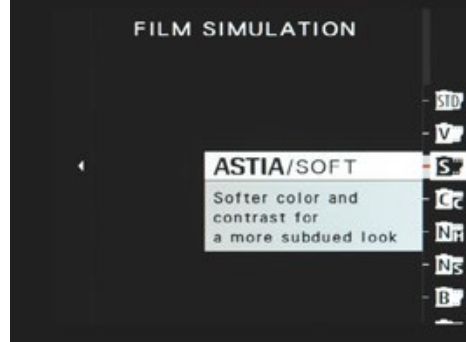 FILM SIMULATION
STD
V
S
ASTIA/SOFT
Softer color and
contrast for
a more subdued look
Cc
NH
NS
B